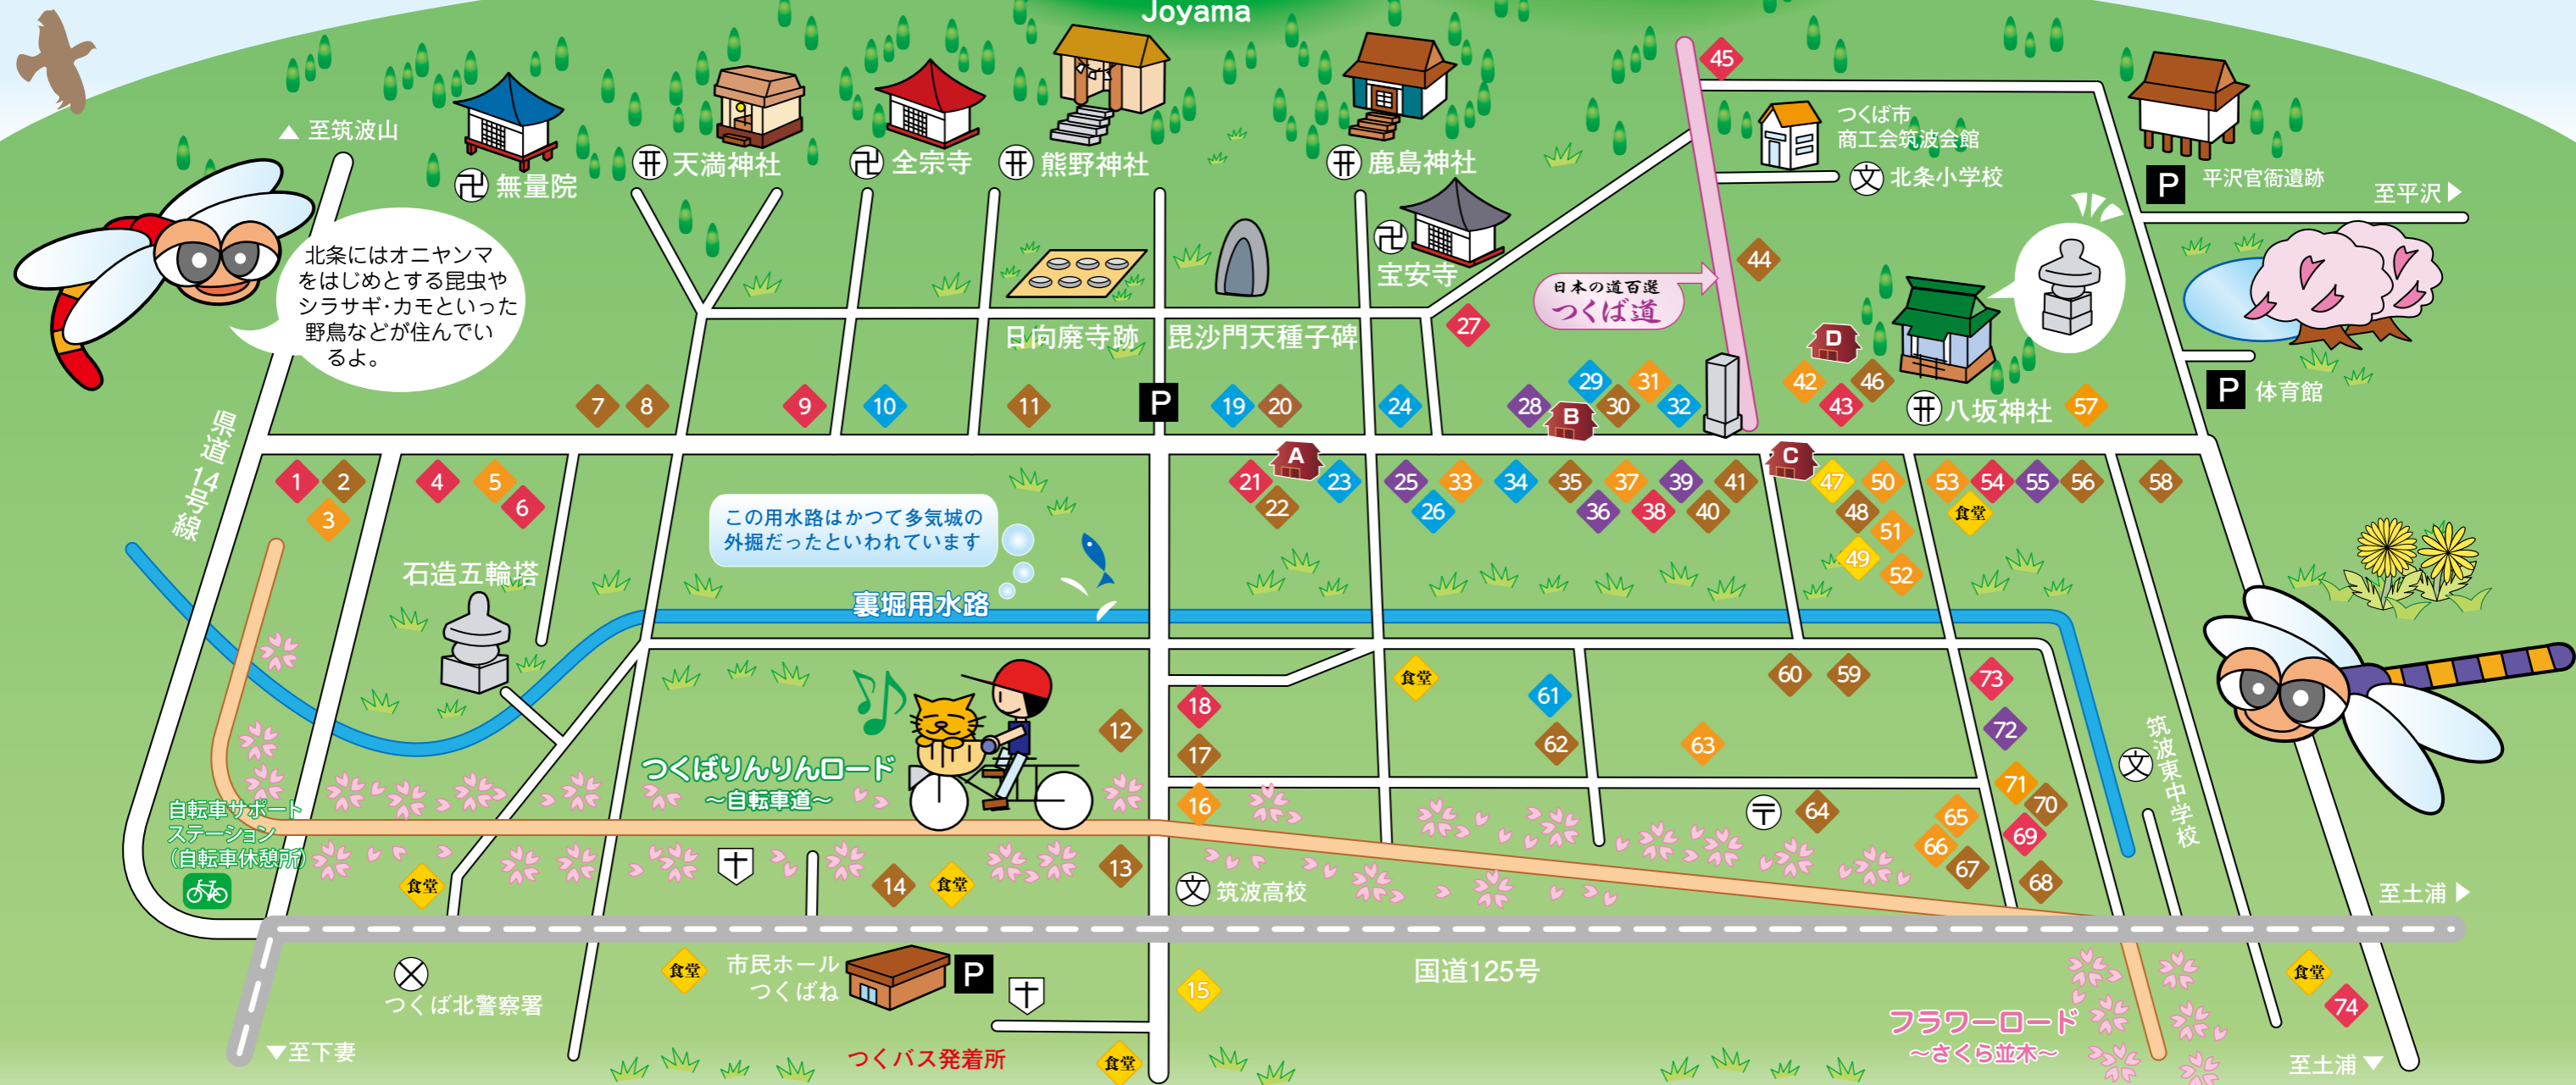 Joyama
45
つくば市
商工会筑波会館
▲ 至筑波山
天満神社
全宗寺
熊野神社
鹿島神社
文 北条小学校
P 平沢官衙遺跡
至平沢▶
無量院
北条にはオニヤンマ
をはじめとする昆虫や
シラサギ・カモといった
野鳥などが住んでい
るよ。
宝安寺
44
日本の道百選
つくば道
27
日向廃寺跡
毘沙門天種子碑
D
29
31
42
46
P 体育館
7
8
9
10
11
P
19
20
24
28
B
30
32
43
八坂神社
57
県道14号線
A
C
1
2
3
4
5
6
21
22
23
25
26
33
34
35
36
37
38
39
40
41
47
48
49
50
51
52
53
54
55
56
食堂
58
この用水路はかつて多気城の
外掘だったといわれています
石造五輪塔
裏堀用水路
12
18
17
16
食堂
61
62
63
60
59
73
72
71
70
69
68
65
66
67
64
〒
文 筑波東中学校
つくばりんりんロード
～自転車道～
自転車サポート
ステーション
(自転車休憩所)
食堂
14
食堂
13
文 筑波高校
至土浦▶
つくば北警察署
食堂
市民ホール
つくばね
P
15
国道125号
食堂
74
フラワーロード
～さくら並木～
▼至下妻
つくバス発着所
食堂
至土浦▼